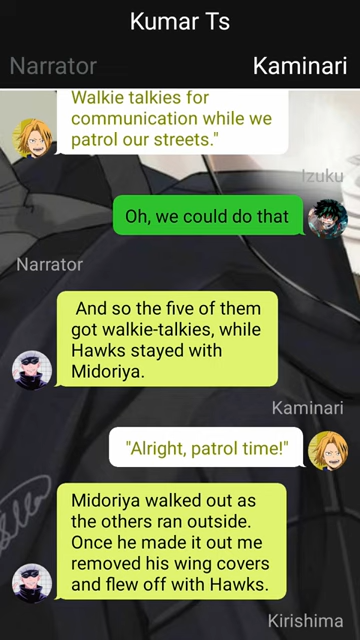 Kumar Ts
Narrator
Kaminari
Walkie talkies for
communication while we
patrol our streets."
Izuku
Oh, we could do that
Narrator
And so the five of them
got walkie-talkies, while
Hawks stayed with
Midoriya.
Kaminari
"Alright, patrol time!"
Midoriya walked out as
the others ran outside.
Once he made it out me
removed his wing covers
and flew off with Hawks.
Kirishima